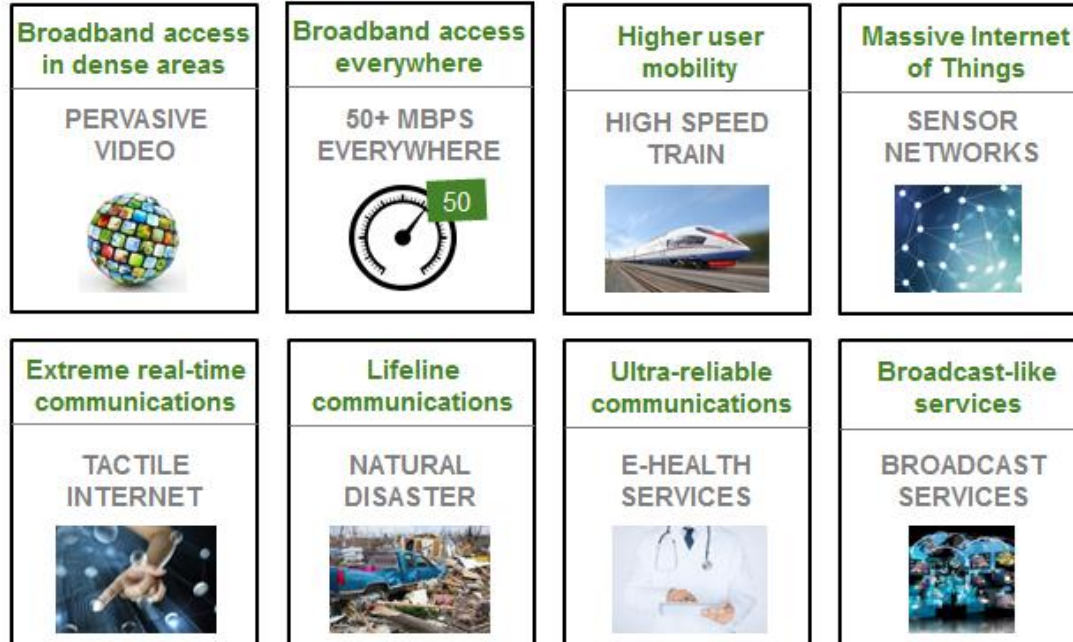 Broadband access
in dense areas
PERVASIVE
VIDEO
Broadband access
everywhere
50+ MBPS
EVERYWHERE
50
Higher user
mobility
HIGH SPEED
TRAIN
Massive Internet
of Things
SENSOR
NETWORKS
Extreme real-time
communications
TACTILE
INTERNET
Lifeline
communications
NATURAL
DISASTER
Ultra-reliable
communications
E-HEALTH
SERVICES
Broadcast-like
services
BROADCAST
SERVICES